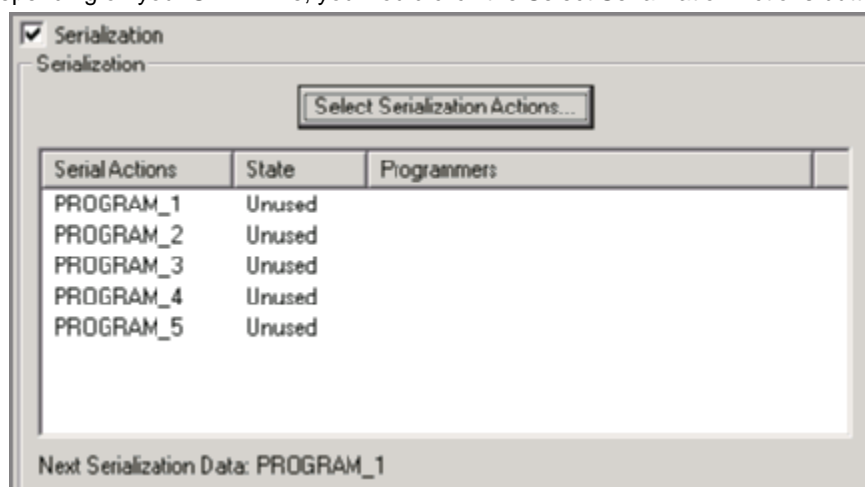 Serialization
Serialization
Select Serialization Actions...
Serial Actions State Programmers
PROGRAM_1 Unused
PROGRAM_2 Unused
PROGRAM_3 Unused
PROGRAM_4 Unused
PROGRAM_5 Unused
Next Serialization Data: PROGRAM_1